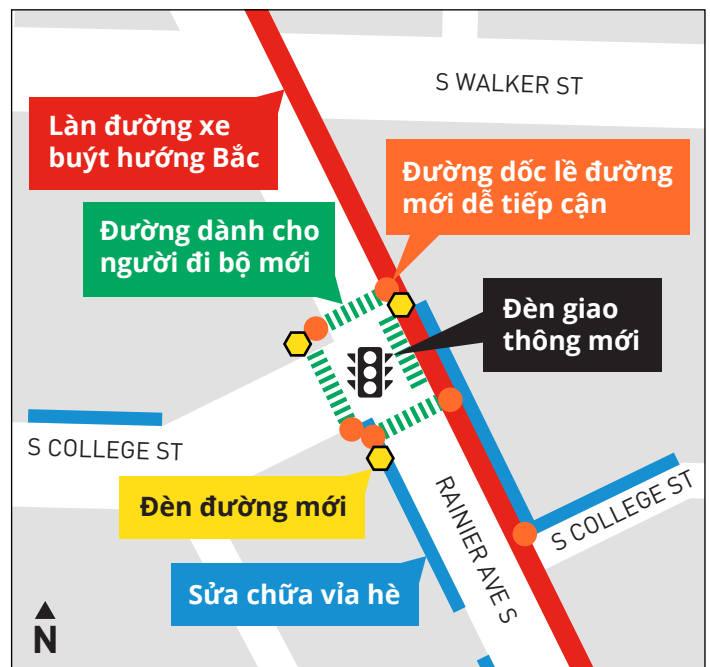 S WALKER ST
Làn đường xe
buýt hướng Bắc
Đường dốc lề đường
mới dễ tiếp cận
Đường dành cho
người đi bộ mới
Đèn giao
thông mới
S COLLEGE ST
Đèn đường mới
RAINIER AVE S
S COLLEGE ST
Sửa chữa vỉa hè
N